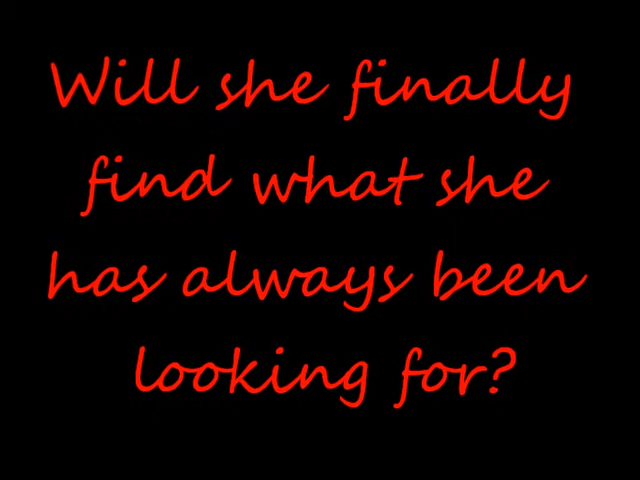 Will she finally
find what she
has always been
looking for?